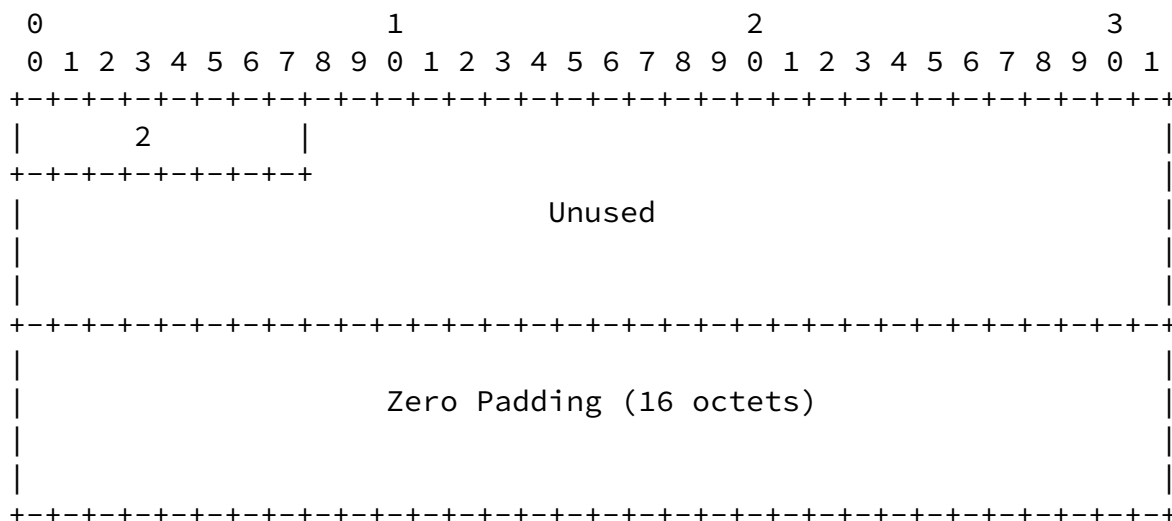 0                   1                   2                   3
 0 1 2 3 4 5 6 7 8 9 0 1 2 3 4 5 6 7 8 9 0 1 2 3 4 5 6 7 8 9 0 1
+-+-+-+-+-+-+-+-+-+-+-+-+-+-+-+-+-+-+-+-+-+-+-+-+-+-+-+-+-+-+-+-+
|      2        |                                               |
+-+-+-+-+-+-+-+-+                                               |
|                             Unused                            |
|                                                               |
|                                                               |
+-+-+-+-+-+-+-+-+-+-+-+-+-+-+-+-+-+-+-+-+-+-+-+-+-+-+-+-+-+-+-+-+
|                                                               |
|                    Zero Padding (16 octets)                   |
|                                                               |
|                                                               |
+-+-+-+-+-+-+-+-+-+-+-+-+-+-+-+-+-+-+-+-+-+-+-+-+-+-+-+-+-+-+-+-+